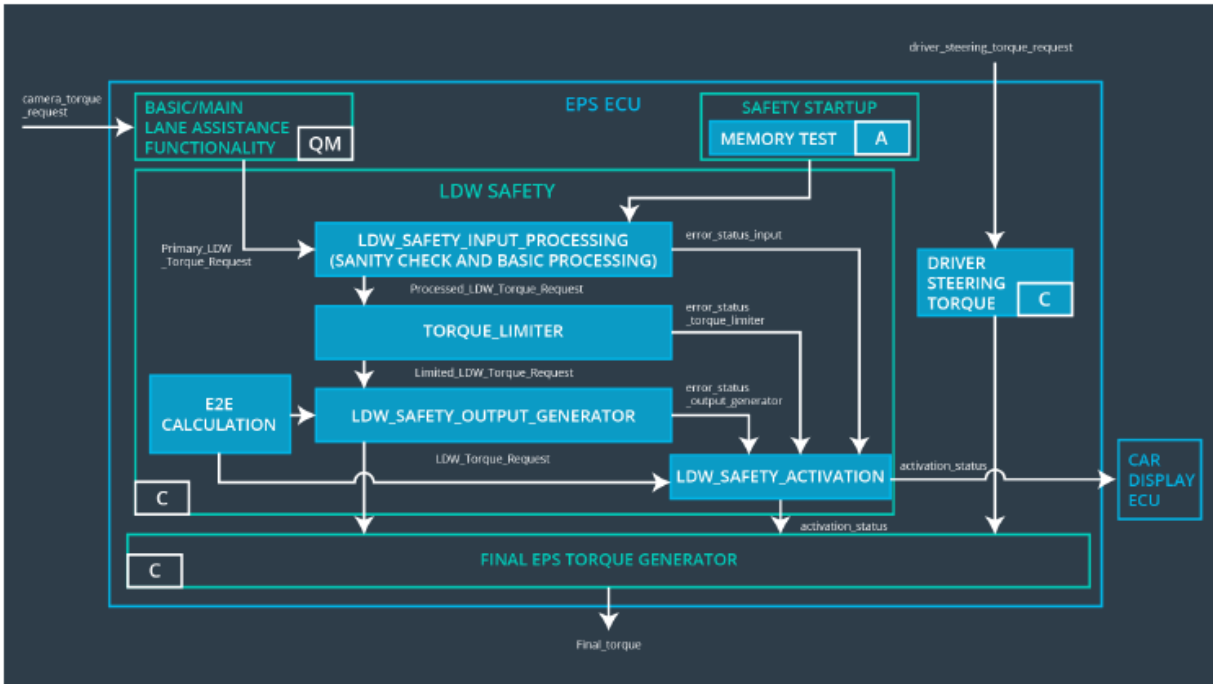 driver_steering_torque_request
camera_torque
_request
BASIC/MAIN
LANE ASSISTANCE
FUNCTIONALITY
QM
EPS ECU
SAFETY STARTUP
MEMORY TEST
A
LDW SAFETY
Primary_LDW
_Torque_Request
LDW_SAFETY_INPUT_PROCESSING
(SANITY CHECK AND BASIC PROCESSING)
error_status_input
DRIVER
STEERING
TORQUE
C
Processed_LDW_Torque_Request
TORQUE_LIMITER
error_status
_torque_limiter
Limited_LDW_Torque_Request
E2E
CALCULATION
LDW_SAFETY_OUTPUT_GENERATOR
error_status
_output_generator
LDW_Torque_Request
LDW_SAFETY_ACTIVATION
activation_status
CAR
DISPLAY
ECU
C
activation_status
FINAL EPS TORQUE GENERATOR
C
Final_torque